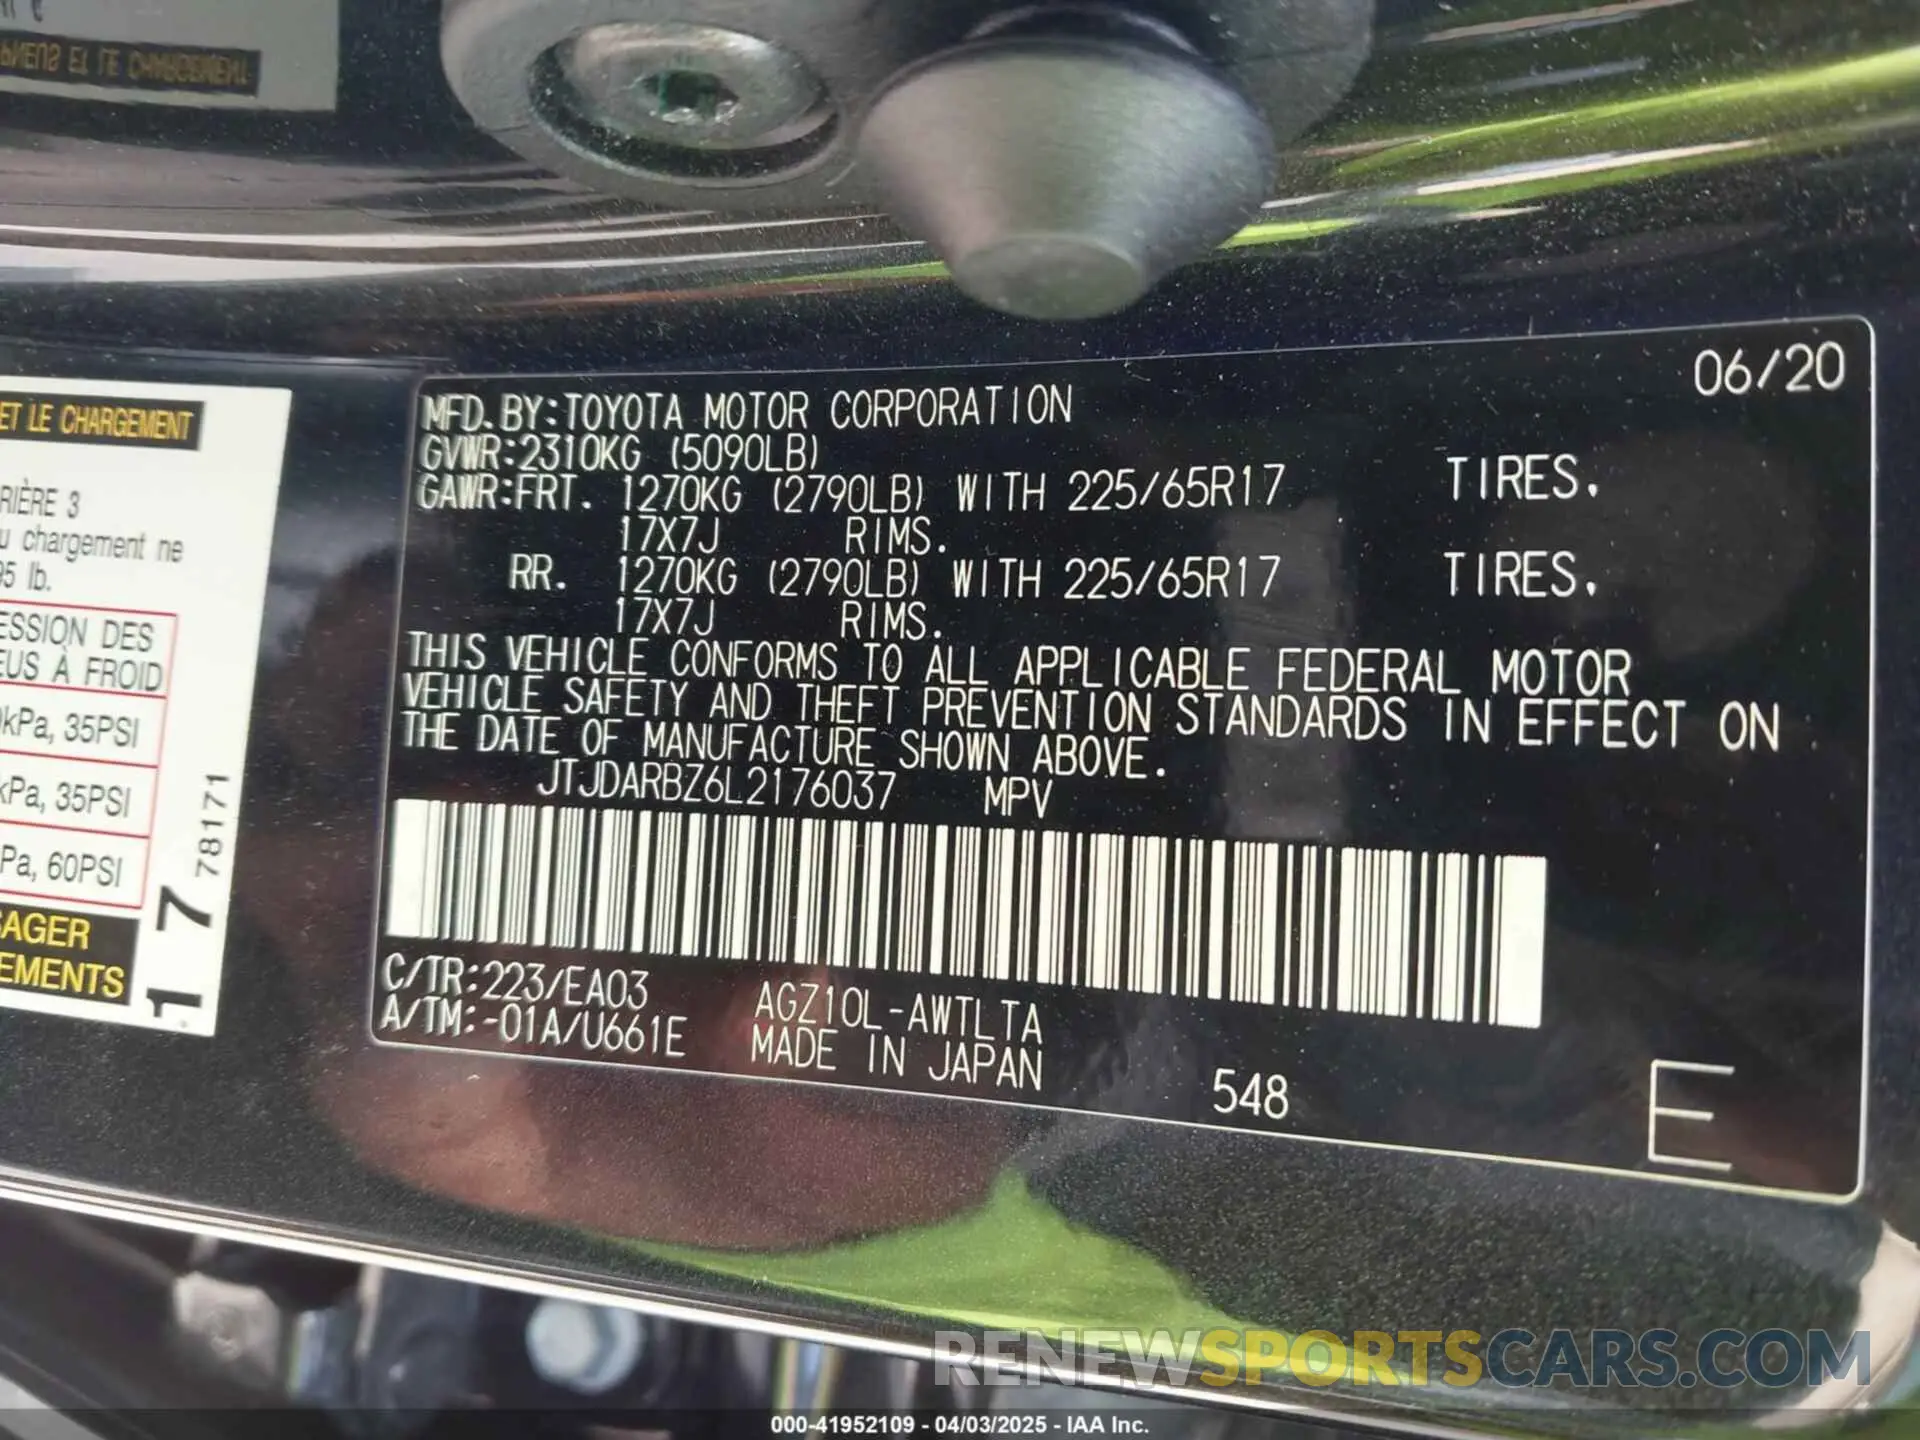 PNEUS ET LE CHARGEMENT
ET LE CHARGEMENT
RIÈRE 3
u chargement ne
95 lb.
ESSION DES
EUS À FROID
kPa, 35PSI
kPa, 35PSI
Pa, 60PSI
SAGER
EMENTS
17 78171
06/20
MFD.BY:TOYOTA MOTOR CORPORATION
GVWR:2310KG (5090LB)
GAWR:FRT. 1270KG (2790LB) WITH 225/65R17 TIRES.
17X7J RIMS.
RR. 1270KG (2790LB) WITH 225/65R17 TIRES.
17X7J RIMS.
THIS VEHICLE CONFORMS TO ALL APPLICABLE FEDERAL MOTOR
VEHICLE SAFETY AND THEFT PREVENTION STANDARDS IN EFFECT ON
THE DATE OF MANUFACTURE SHOWN ABOVE.
JTJDARBZ6L2176037 MPV
C/TR:223/EA03 AGZ10L-AWTLTA
A/TM:-01A/U661E MADE IN JAPAN
548 E
RENEWSPORTSCARS.COM
000-41952109 - 04/03/2025 - IAA Inc.